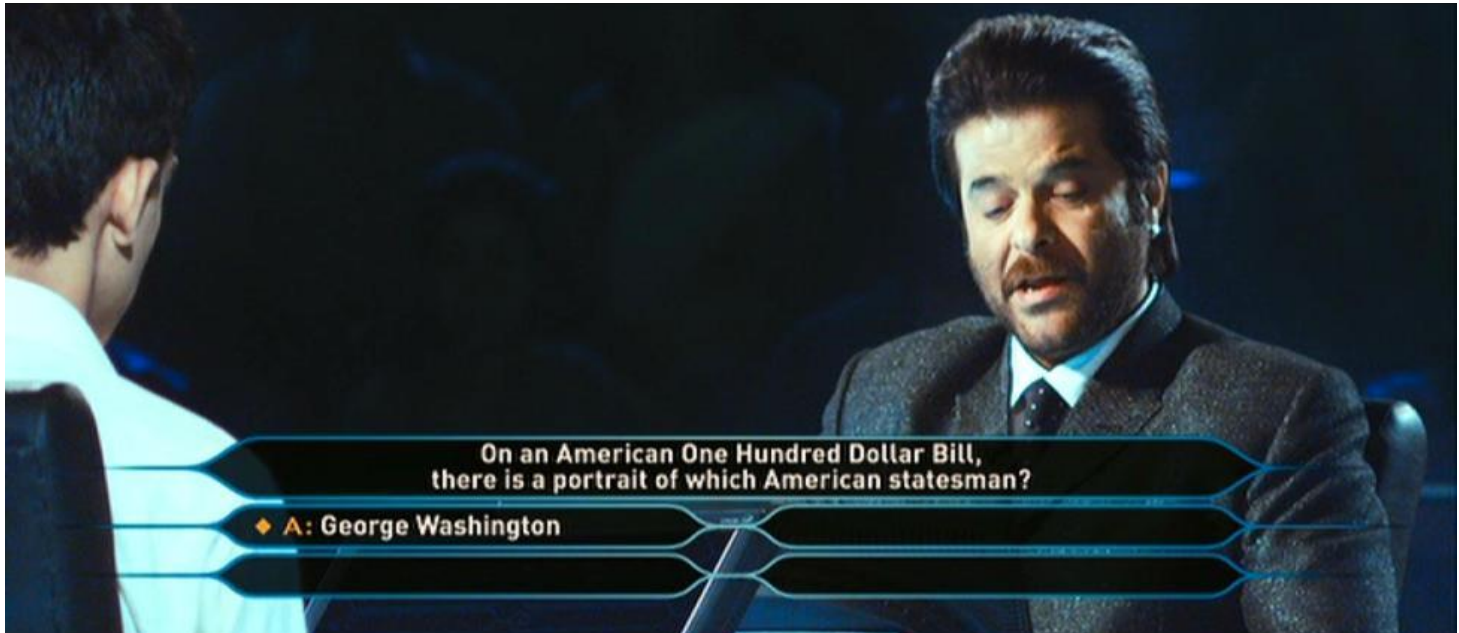 On an American One Hundred Dollar Bill,
there is a portrait of which American statesman?
◆ A: George Washington